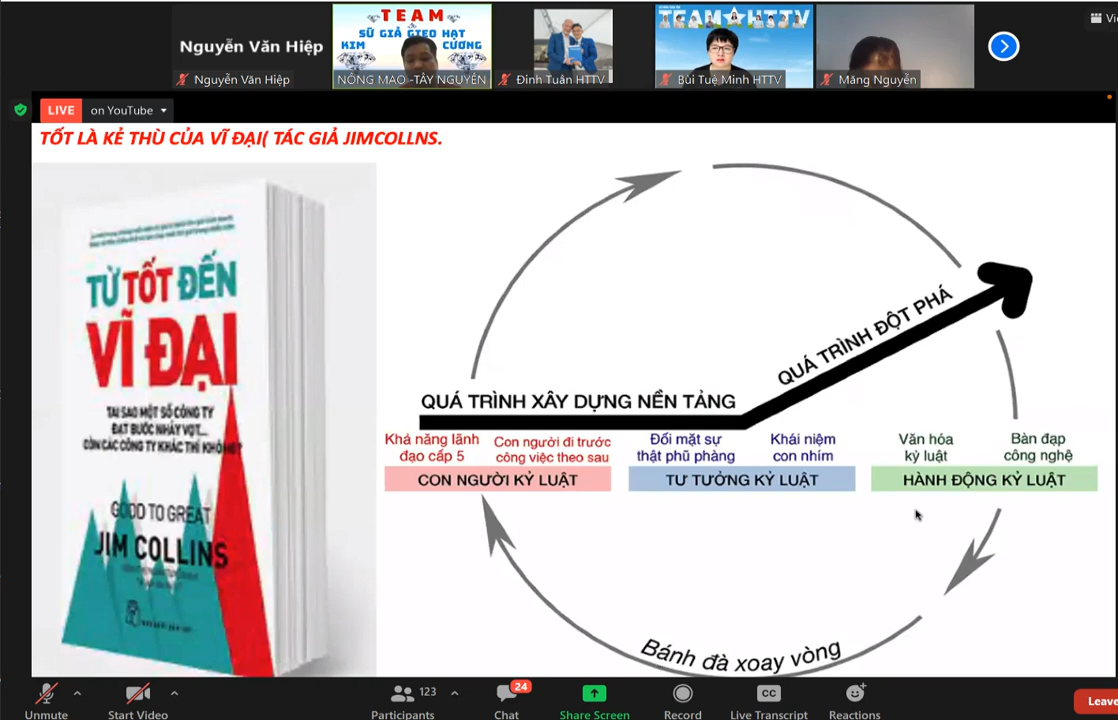 Nguyễn Văn Hiệp
Nguyễn Văn Hiệp
TEAM
SỨ GIẢ GIEO HẠT
KIM CƯƠNG
NÔNG MAO -TÂY NGUYÊN
Đinh Tuân HTTV
TEAM HTTV
Bùi Tuệ Minh HTTV
Măng Nguyễn
LIVE on YouTube
TỐT LÀ KẺ THÙ CỦA VĨ ĐẠI( TÁC GIẢ JIMCOLLNS.
TỪ TỐT ĐẾN
VĨ ĐẠI
TẠI SAO MỘT SỐ CÔNG TY
ĐẠT BƯỚC NHẢY VỌT...
CÒN CÁC CÔNG TY KHÁC THÌ KHÔNG?
GOOD TO GREAT
JIM COLLINS
QUÁ TRÌNH ĐỘT PHÁ
QUÁ TRÌNH XÂY DỰNG NỀN TẢNG
Khả năng lãnh
đạo cấp 5
Con người đi trước
công việc theo sau
Đối mặt sự
thật phũ phàng
Khái niệm
con nhím
Văn hóa
kỷ luật
Bàn đạp
công nghệ
CON NGƯỜI KỶ LUẬT
TƯ TƯỞNG KỶ LUẬT
HÀNH ĐỘNG KỶ LUẬT
Bánh đà xoay vòng
Unmute
Start Video
123
Participants
24
Chat
Share Screen
Record
CC
Live Transcript
Reactions